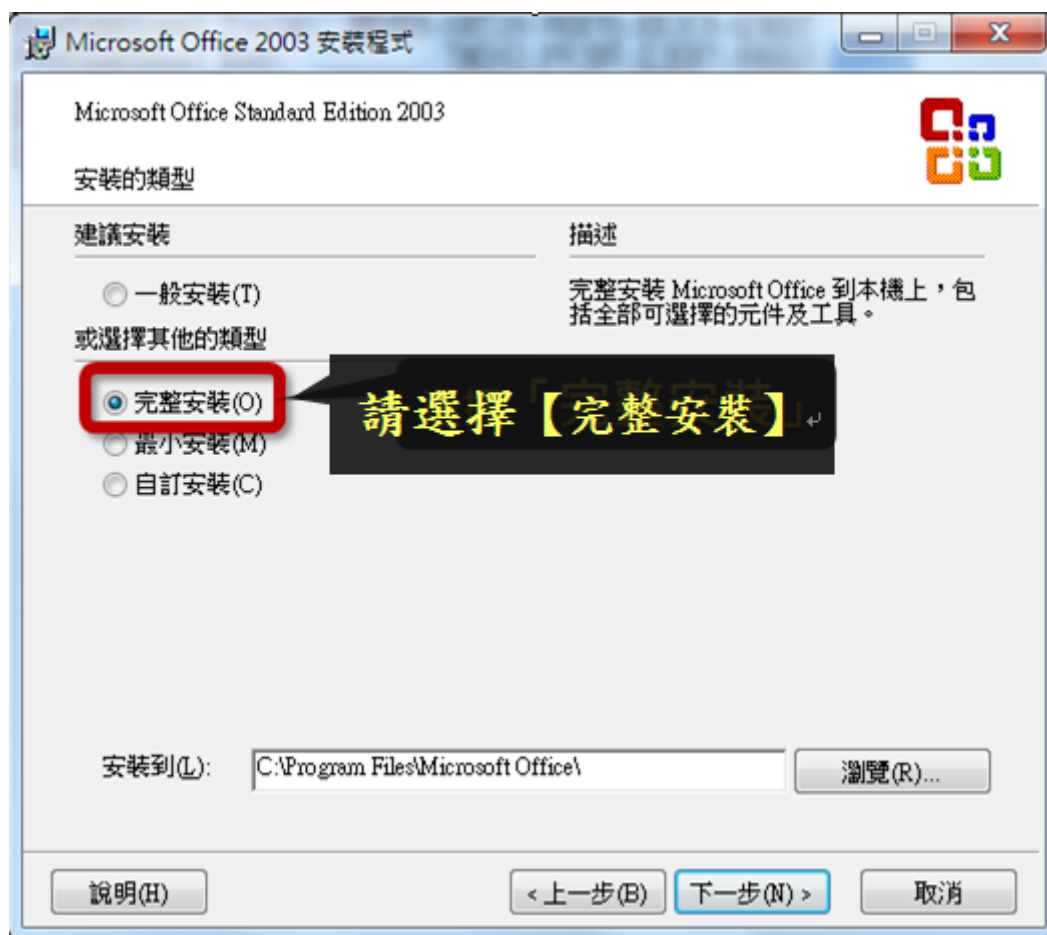 Microsoft Office 2003 安裝程式
Microsoft Office Standard Edition 2003
安裝的類型
建議安裝
描述
一般安裝(T)
完整安裝 Microsoft Office 到本機上，包
括全部可選擇的元件及工具。
或選擇其他的類型
完整安裝(O)
請選擇【完整安裝】
最小安裝(M)
自訂安裝(C)
安裝到(L):
C:\Program Files\Microsoft Office\
瀏覽(R)...
說明(H)
<上一步(B)
下一步(N) >
取消